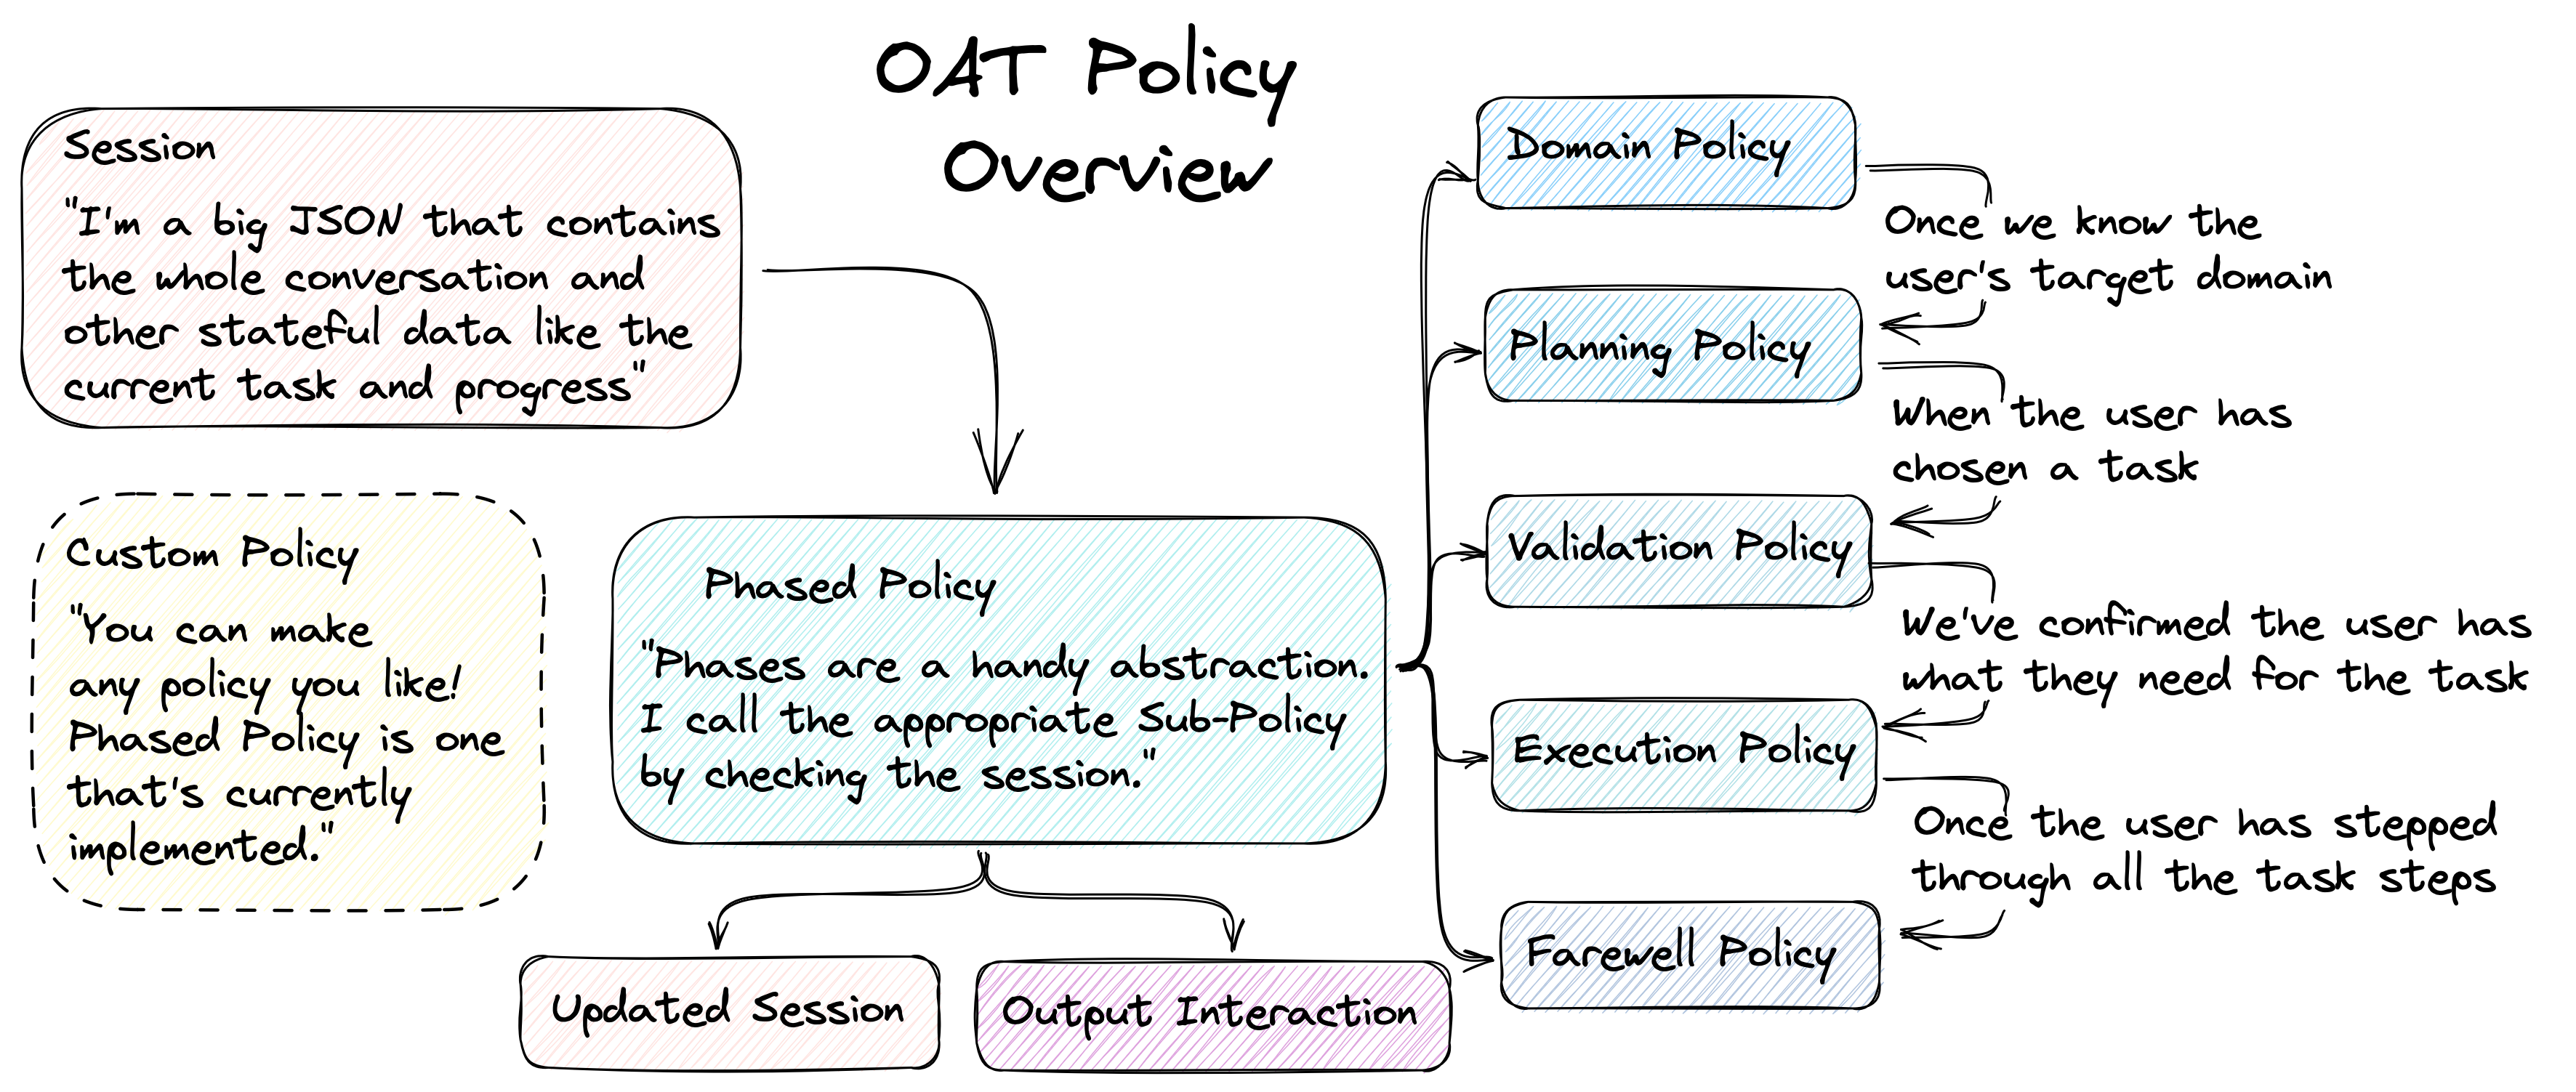 OAT Policy
Overview
Session
"I'm a big JSON that contains
the whole conversation and
other stateful data like the
current task and progress"
Custom Policy
"You can make
any policy you like!
Phased Policy is one
that's currently
implemented."
Phased Policy
"Phases are a handy abstraction.
I call the appropriate Sub-Policy
by checking the session."
Updated Session
Output Interaction
Domain Policy
Once we know the
user's target domain
Planning Policy
When the user has
chosen a task
Validation Policy
We've confirmed the user has
what they need for the task
Execution Policy
Once the user has stepped
through all the task steps
Farewell Policy